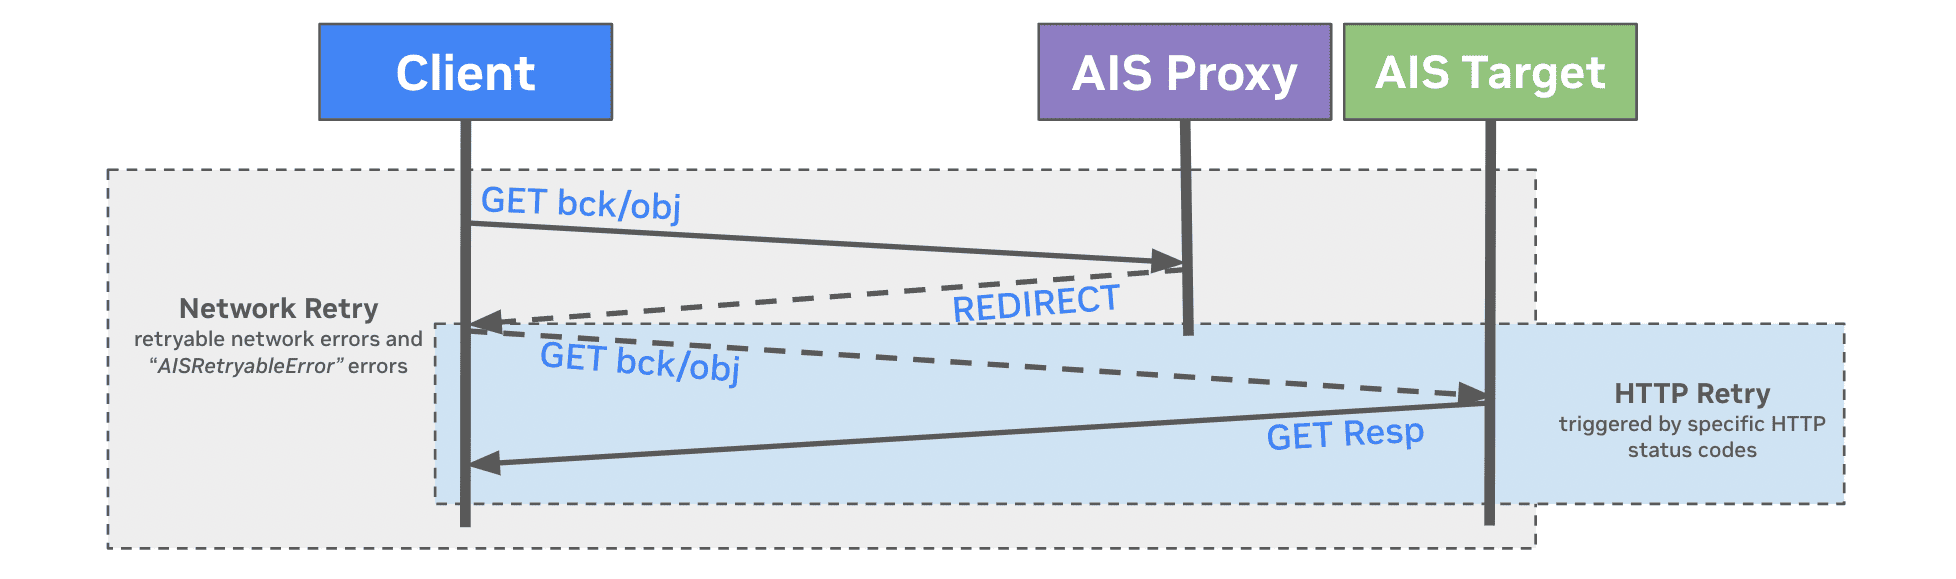 Client
AIS Proxy
AIS Target
GET bck/obj
REDIRECT
Network Retry
retryable network errors and
“AISRetryableError” errors
GET bck/obj
GET Resp
HTTP Retry
triggered by specific HTTP
status codes